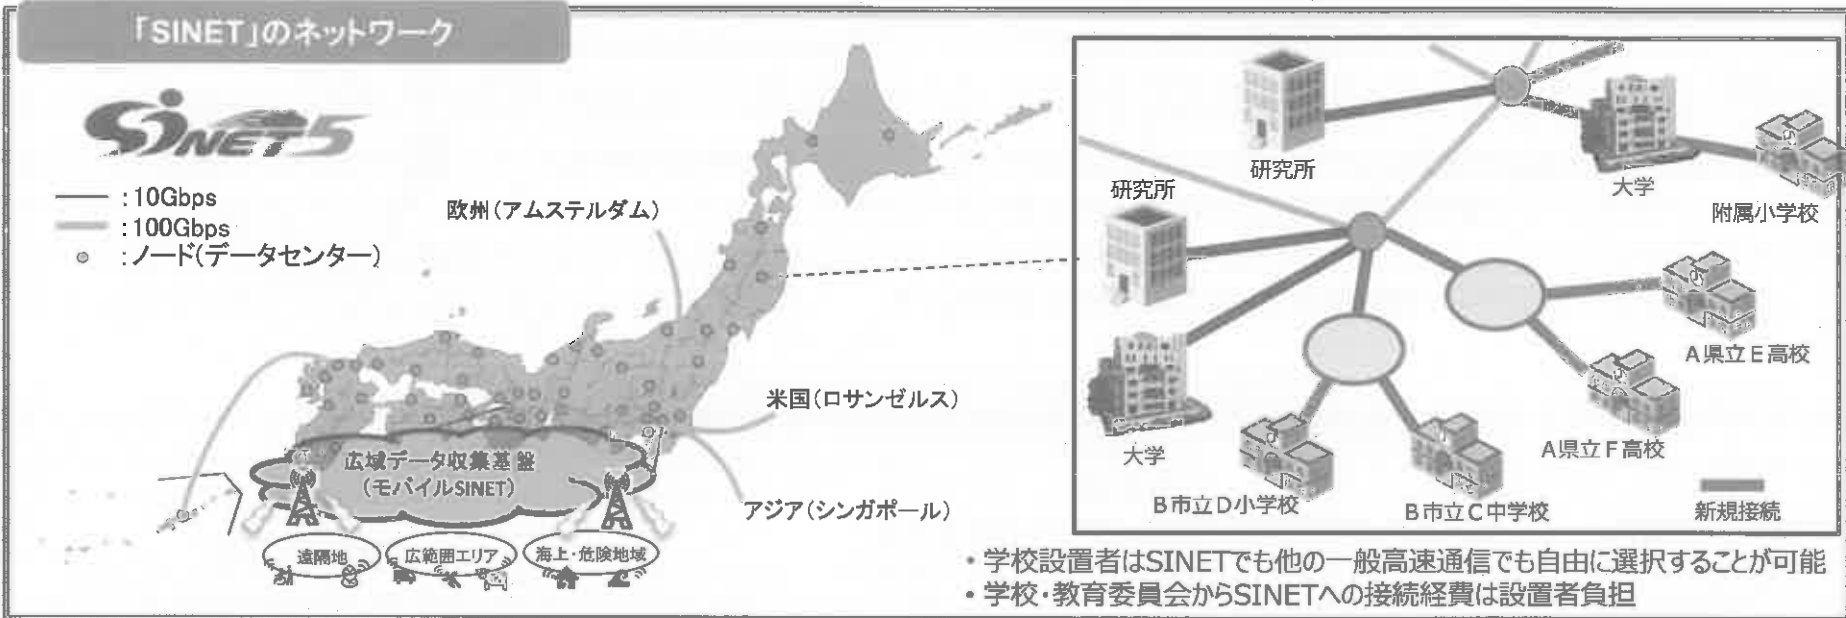 「SINET」のネットワーク
SINET5
:10Gbps
:100Gbps
:ノード(データセンター)
欧州(アムステルダム)
米国(ロサンゼルス)
アジア(シンガポール)
広域データ収集基盤
(モバイルSINET)
遠隔地
広範囲エリア
海上・危険地域
研究所
大学
附属小学校
研究所
A県立E高校
大学
A県立F高校
B市立D小学校
B市立C中学校
新規接続
・学校設置者はSINETでも他の一般高速通信でも自由に選択することが可能
・学校・教育委員会からSINETへの接続経費は設置者負担